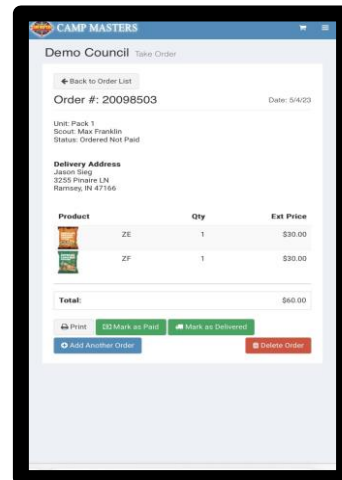 CAMP MASTERS
Demo Council Take Order
Back to Order List
Order #: 20098503 Date: 5/4/23
Unit: Pack 1
Scout: Max Franklin
Status: Ordered Not Paid
Delivery Address
Jason Sieg
3255 Pinaire LN
Ramsey, IN 47166
Product Qty Ext Price
ZE 1 $30.00
ZF 1 $30.00
Total: $60.00
Print Mark as Paid Mark as Delivered
Add Another Order Delete Order